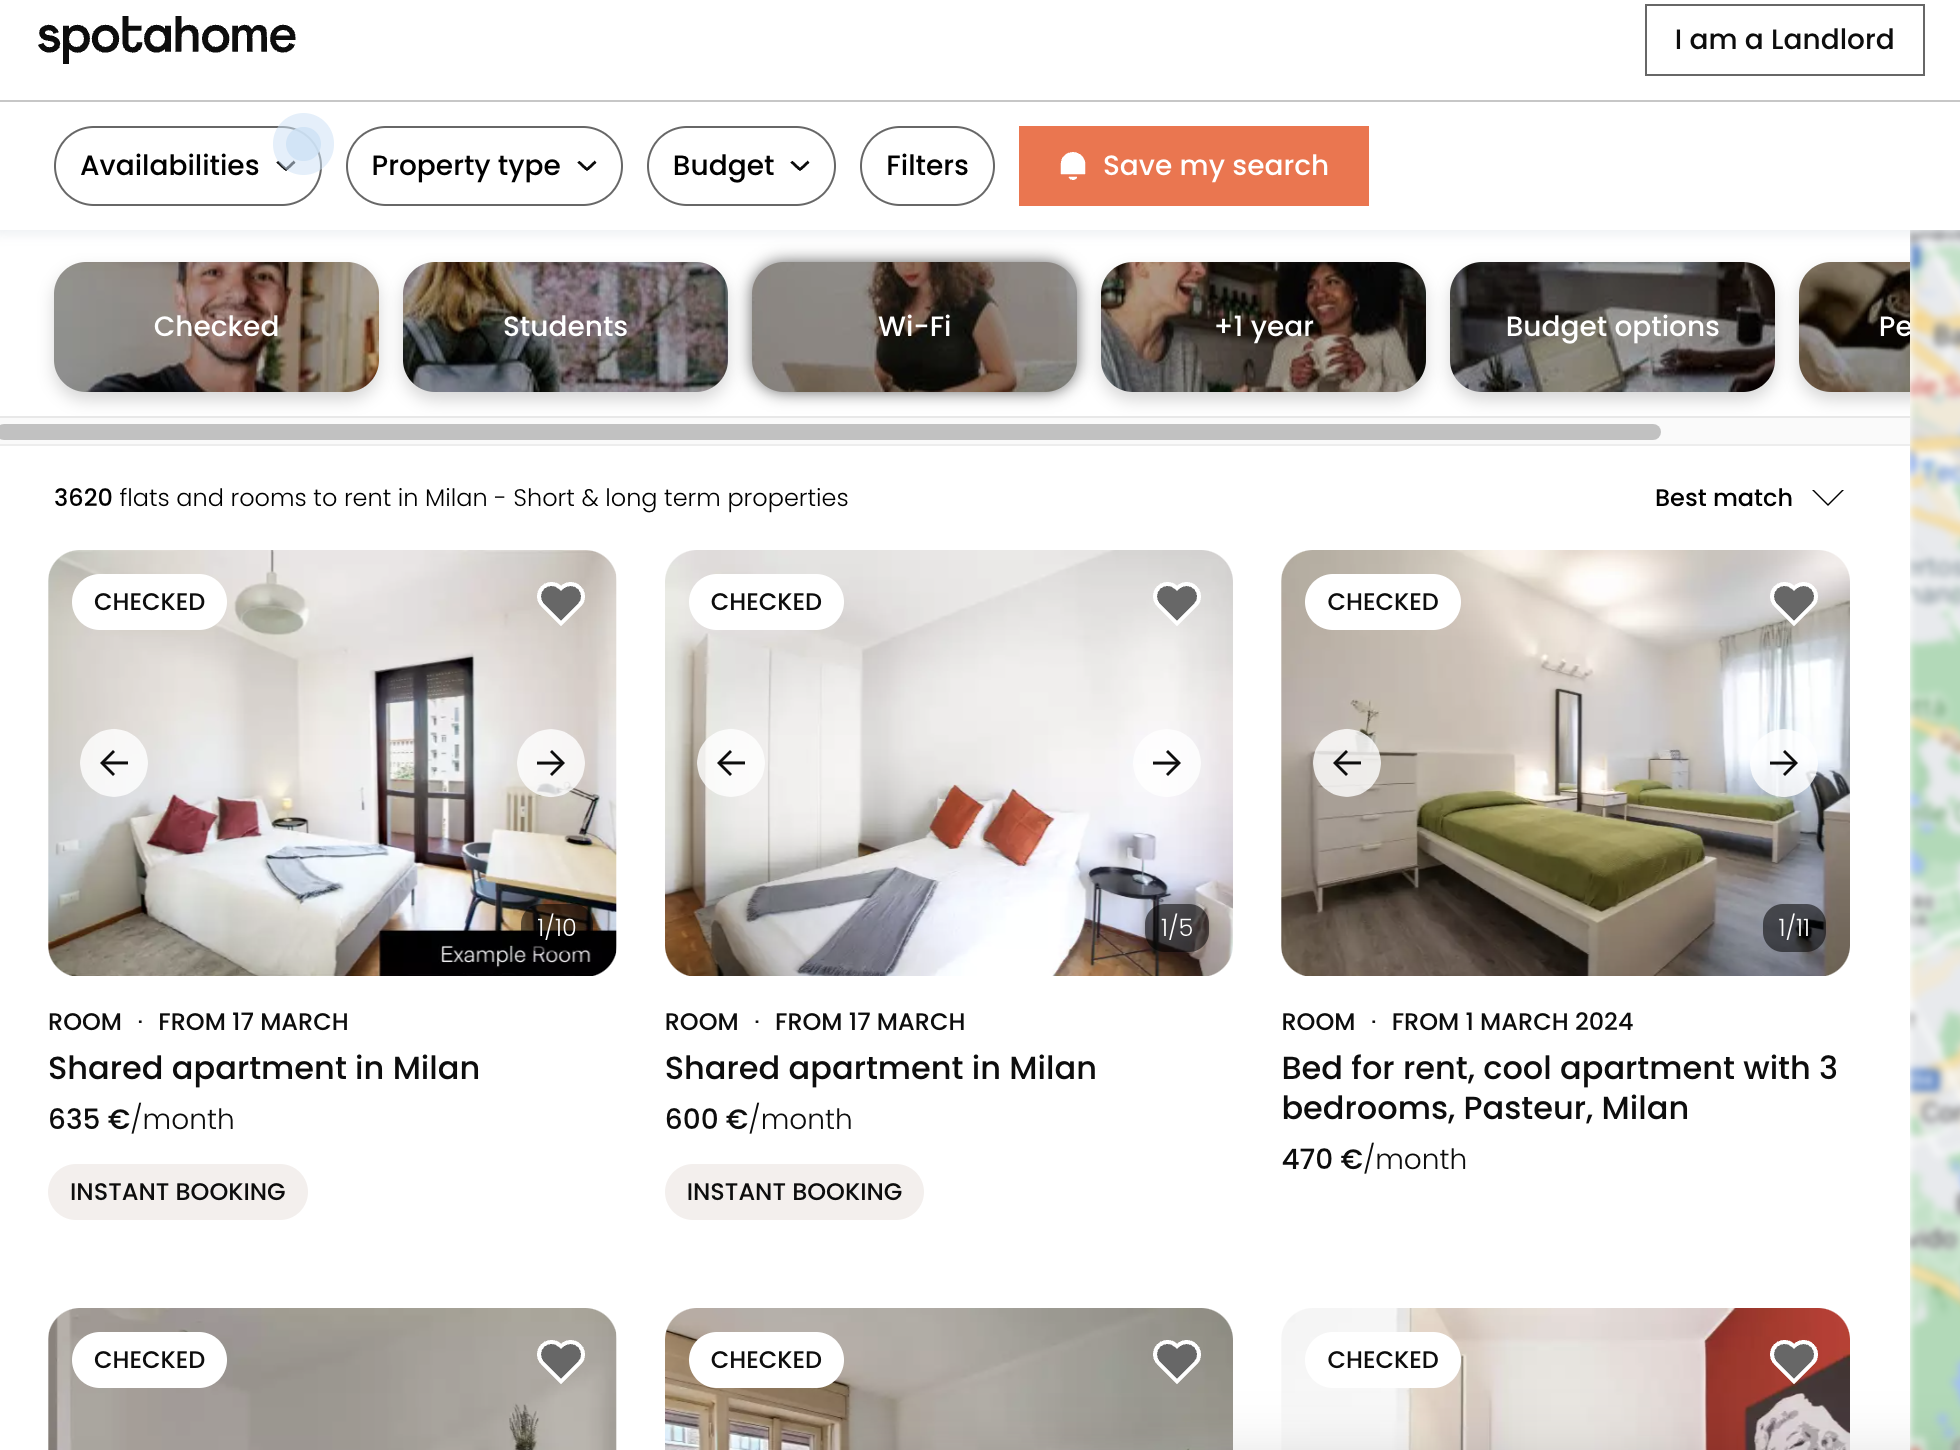 spotahome
I am a Landlord
Availabilities
Property type
Budget
Filters
Save my search
Checked
Students
Wi-Fi
+1 year
Budget options
Pe
3620 flats and rooms to rent in Milan - Short & long term properties
Best match
CHECKED
CHECKED
CHECKED
1/10
Example Room
1/5
1/11
ROOM · FROM 17 MARCH
Shared apartment in Milan
635 €/month
INSTANT BOOKING
ROOM · FROM 17 MARCH
Shared apartment in Milan
600 €/month
INSTANT BOOKING
ROOM · FROM 1 MARCH 2024
Bed for rent, cool apartment with 3
bedrooms, Pasteur, Milan
470 €/month
CHECKED
CHECKED
CHECKED